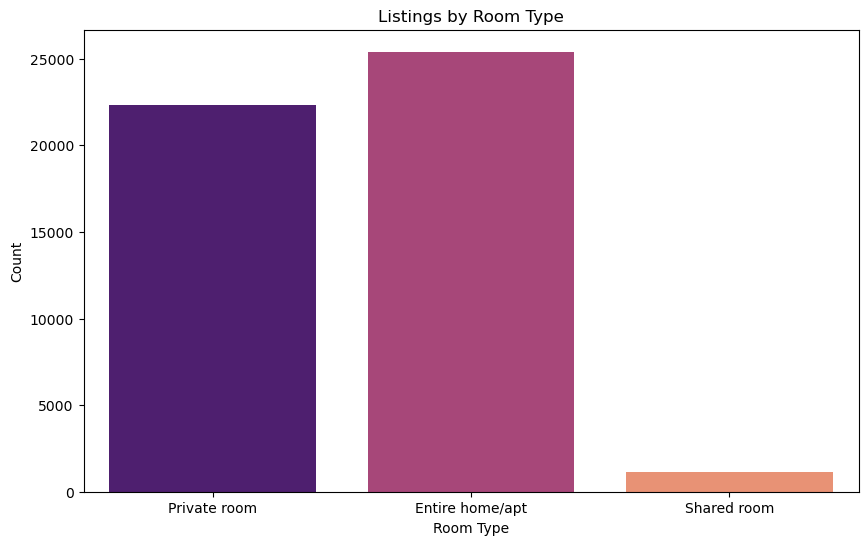 Listings by Room Type
Count
25000
20000
15000
10000
5000
0
Private room
Entire home/apt
Shared room
Room Type